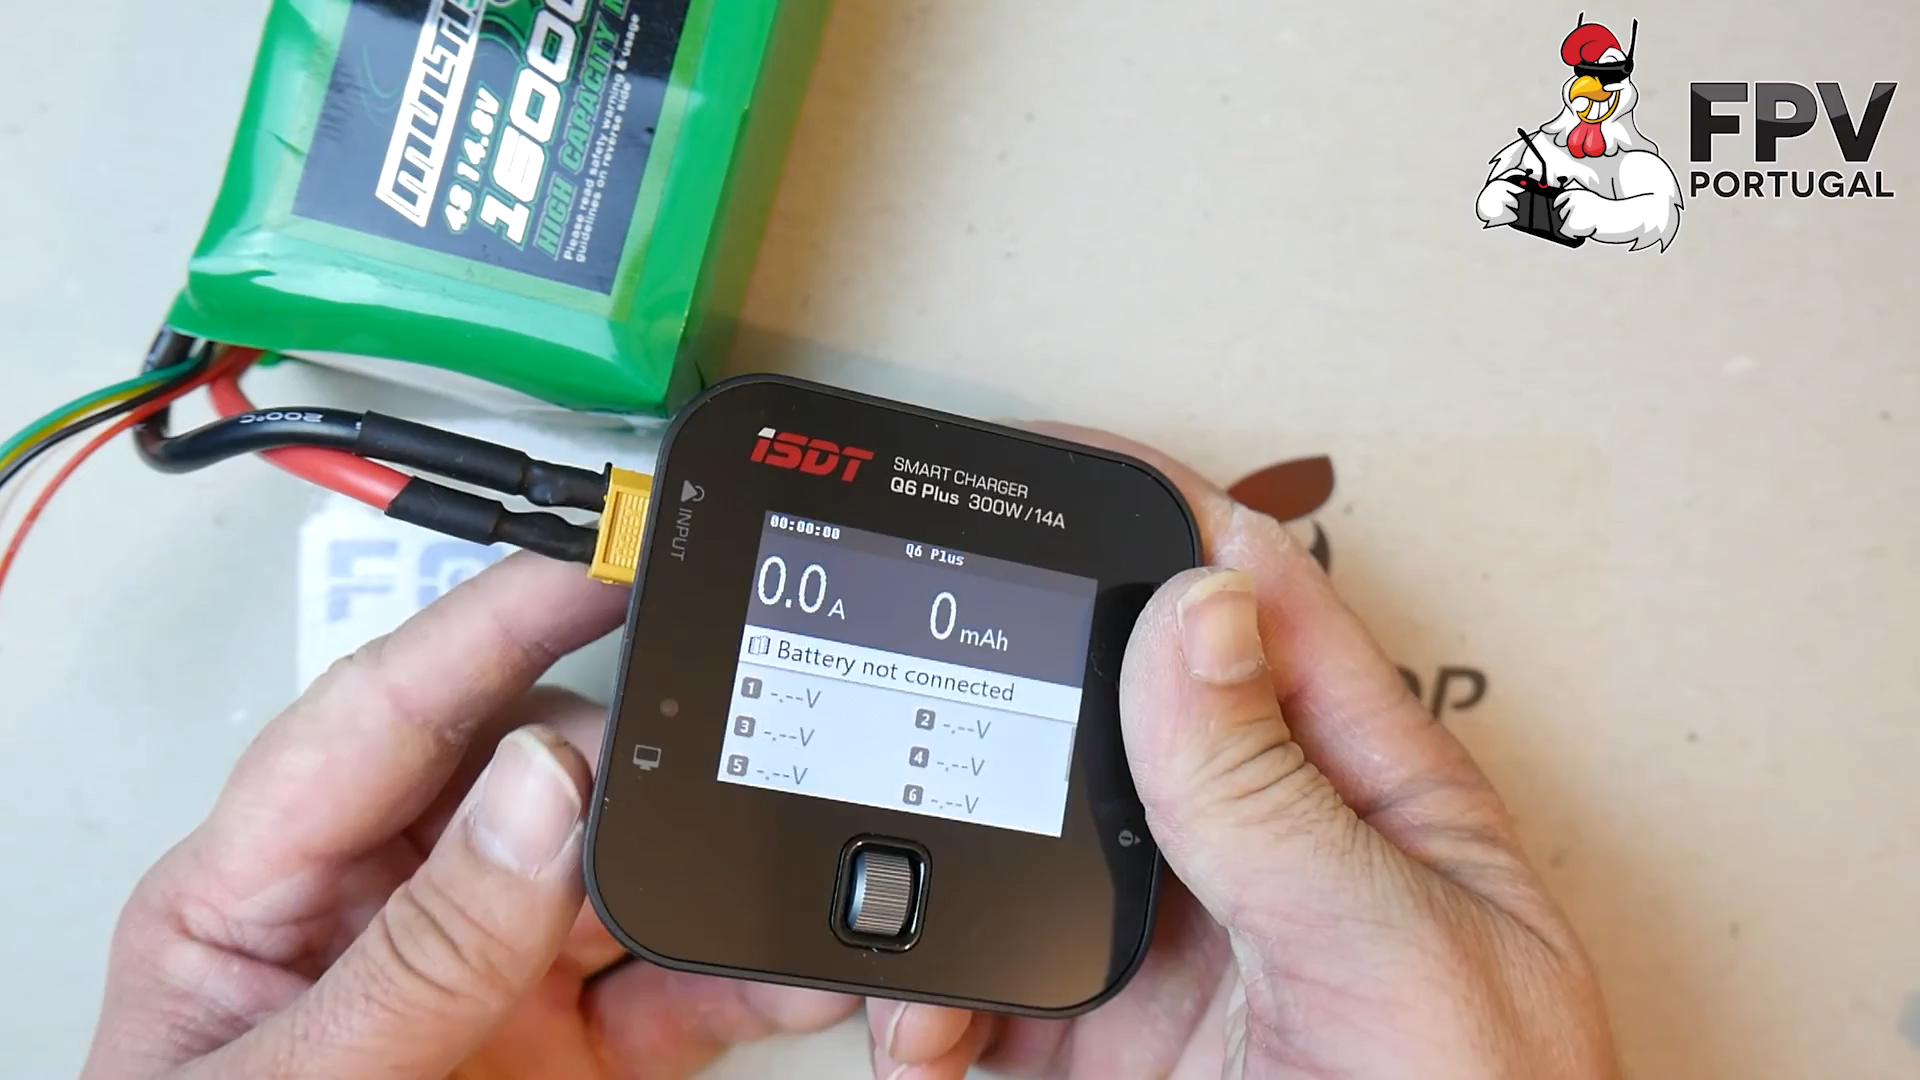 MULTISTAR
4S 14.8V
HIGH CAPACITY
Please read safety warning & usage
guidelines on reverse side
200°C
FPV
PORTUGAL
iSDT
SMART CHARGER
Q6 Plus 300W/14A
INPUT
00:00:00
Q6 Plus
0.0A
0mAh
Battery not connected
1 -.--V
2 -.--V
3 -.--V
4 -.--V
5 -.--V
6 -.--V
OP